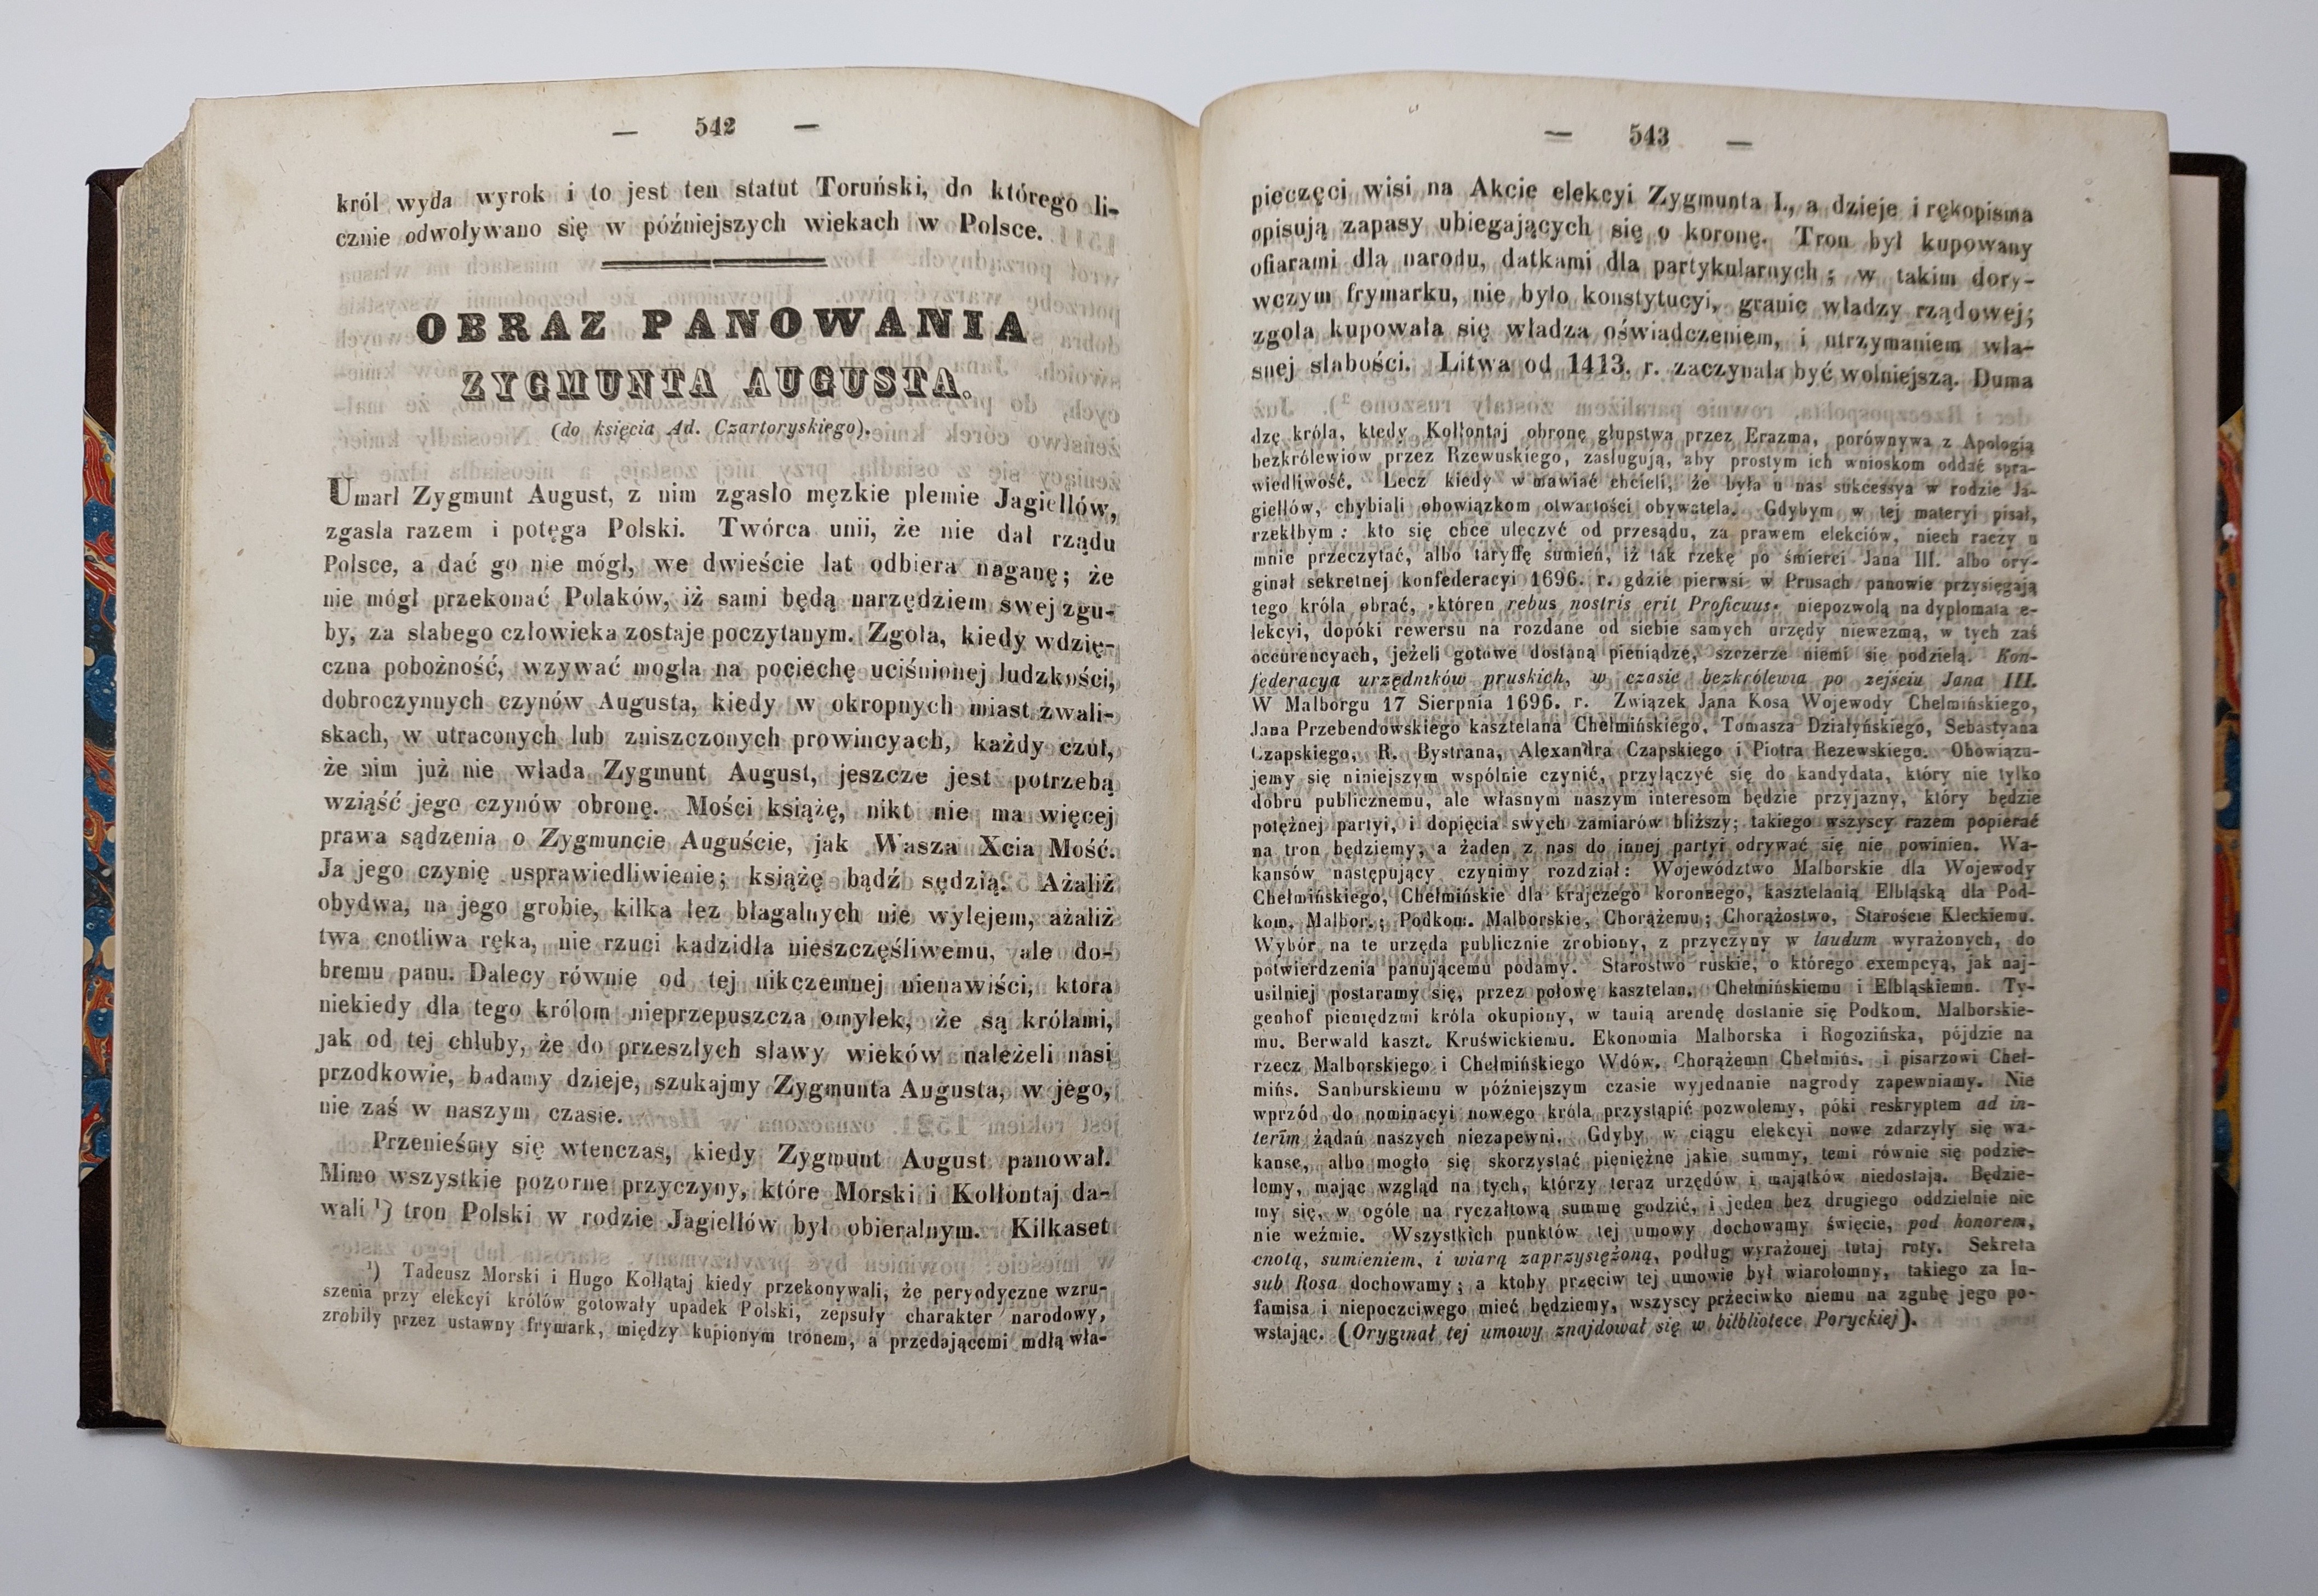 — 542 —
król wyda wyrok i to jest ten statut Toruński, do którego li-
cznie odwoływano się w późniejszych wiekach w Polsce.
OBRAZ PANOWANIA
ZYGMUNTA AUGUSTA.
(do księcia Ad. Czartoryskiego).
Umarł Zygmunt August, z nim zgasło męzkie plemie Jagiellów,
zgasła razem i potęga Polski. Twórca unii, że nie dał rządu
Polsce, a dać go nie mógł, we dwieście lat odbiera naganę; że
nie mógł przekonać Polaków, iż sami będą narzędziem swej zgu-
by, za słabego człowieka zostaje poczytanym. Zgoła, kiedy wdzię-
czna pobożność, wzywać mogła na pociechę uciśnionej ludzkości,
dobroczynnych czynów Augusta, kiedy w okropnych miast zwali-
skach, w utraconych lub zniszczonych prowincyach, każdy czuł,
że nim już nie włada Zygmunt August, jeszcze jest potrzebą
wziąść jego czynów obronę. Mości książę, nikt nie ma więcej
prawa sądzenia o Zygmuncie Auguście, jak Wasza Xcia Mość.
Ja jego czynię usprawiedliwienie; książę bądź sędzią. Ażaliż
obydwa, na jego grobie, kilka łez błagalnych nie wylejem, ażaliż
twa cnotliwa ręka, nie rzuci kadzidła nieszczęśliwemu, ale do-
bremu panu. Dalecy równie od tej nikczemnej nienawiści, ktora
niekiedy dla tego królom nieprzepuszcza omyłek, że są królami,
jak od tej chluby, że do przeszłych sławy wieków należeli nasi
przodkowie, badamy dzieje, szukajmy Zygmunta Augusta, w jego,
nie zaś w naszym czasie.
Przenieśmy się wtenczas, kiedy Zygmunt August panował.
Mimo wszystkie pozorne przyczyny, które Morski i Kołłontaj da-
wali ¹) tron Polski w rodzie Jagiellów był obieralnym. Kilkaset
¹) Tadeusz Morski i Hugo Kołłątaj kiedy przekonywali, że peryodyczne wzru-
szenia przy elekcyi królów gotowały upadek Polski, zepsuły charakter narodowy,
zrobiły przez ustawny frymark, między kupionym tronem, a przedającemi mdłą wła-
— 543 —
pieczęci wisi na Akcie elekcyi Zygmunta I., a dzieje i rękopisma
opisują zapasy ubiegających się o koronę. Tron był kupowany
ofiarami dla narodu, datkami dla partykularnych; w takim dory-
wczym frymarku, nie było konstytucyi, granic władzy rządowej;
zgoła kupowała się władza oświadczeniem, i utrzymaniem wła-
snej słabości. Litwa od 1413. r. zaczynała być wolniejszą. Duma
dzę króla, ktedy Kołłontaj obronę głupstwa przez Erazma, porównywa z Apologią
bezkrólewiow przez Rzewuskiego, zasługują, aby prostym ich wnioskom oddać spra-
wiedliwość. Lecz kiedy wmawiać chcieli, że była u nas sukcessya w rodzie Ja-
giellów, chybiali obowiązkom otwartości obywatela. Gdybym w tej materyi pisał,
rzekłbym: kto się chce uleczyć od przesądu, za prawem elekciów, niech raczy u
mnie przeczytać, albo taryffę sumień, iż tak rzekę po śmierci Jana III. albo ory-
ginał sekretnej konfederacyi 1696. r. gdzie pierwsi w Prusach panowie przysięgają
tego króla obrać, »któren rebus nostris erit Proficuus. niepozwolą na dyplomata e-
lekcyi, dopóki rewersu na rozdane od siebie samych urzędy niewezmą, w tych zaś
occurencyach, jeżeli gotowe dostaną pieniądze, szczerze niemi się podzielą. Kon-
federacya urzędników pruskich, w czasie bezkrólewia po zejściu Jana III.
W Malborgu 17 Sierpnia 1696. r. Związek Jana Kosa Wojewody Chełmińskiego,
Jana Przebendowskiego kasztelana Chełmińskiego, Tomasza Działyńskiego, Sebastyana
Czapskiego, R. Bystrana, Alexandra Czapskiego i Piotra Rezewskiego. Obowiązu-
jemy się niniejszym wspólnie czynić, przyłączyć się do kandydata, który nie tylko
dobru publicznemu, ale własnym naszym interesom będzie przyjazny, który będzie
potężnej partyi, i dopięcia swych zamiarów bliższy; takiego wszyscy razem popierać
na tron będziemy, a żaden z nas do innej partyi odrywać się nie powinien. Wa-
kansów następujący czynimy rozdział: Województwo Malborskie dla Wojewody
Chełmińskiego, Chełmińskie dla krajczego koronnego, kasztelanią Elbląską dla Pod-
kom. Malbor.; Podkom. Malborskie, Chorążemu; Chorąžostwo, Staroście Kleckiemu.
Wybór na te urzęda publicznie zrobiony, z przyczyny w laudum wyrażonych, do
potwierdzenia panującemu podamy. Starostwo ruskie, o którego exempcyą, jak naj-
usilniej postaramy się, przez połowę kasztelan. Chełmińskiemu i Elbląskiemu. Ty-
genhof pieniędzmi króla okupiony, w tanią arendę dostanie się Podkom. Malborskie-
mu. Berwald kaszt. Kruświckiemu. Ekonomia Malborska i Rogozińska, pójdzie na
rzecz Malborskiego i Chełmińskiego Wdów. Chorążemu Chełmińs. i pisarzowi Cheł-
mińs. Sanburskiemu w późniejszym czasie wyjednanie nagrody zapewniamy. Nie
wprzód do nominacyi nowego króla przystąpić pozwolemy, póki reskryptem ad in-
terim żądań naszych niezapewni. Gdyby w ciągu elekcyi nowe zdarzyły się wa-
kanse, albo mogło się skorzystać pieniężne jakie summy, temi równie się podzie-
lemy, mając wzgląd na tych, którzy teraz urzędów i majątków niedostają. Będzie-
my się, w ogóle na ryczałtową summę godzić, i jeden bez drugiego oddzielnie nic
nie weźmie. Wszystkich punktów tej umowy dochowamy święcie, pod honorem,
cnotą, sumieniem, i wiarą zaprzysiężoną, podług wyrażonej tutaj roty. Sekreta
sub Rosa dochowamy; a ktoby przeciw tej umowie był wiarołomny, takiego za In-
famisa i niepoczciwego mieć będziemy, wszyscy przeciwko niemu na zgubę jego po-
wstając. (Oryginał tej umowy znajdował się w bilbliotece Poryckiej).